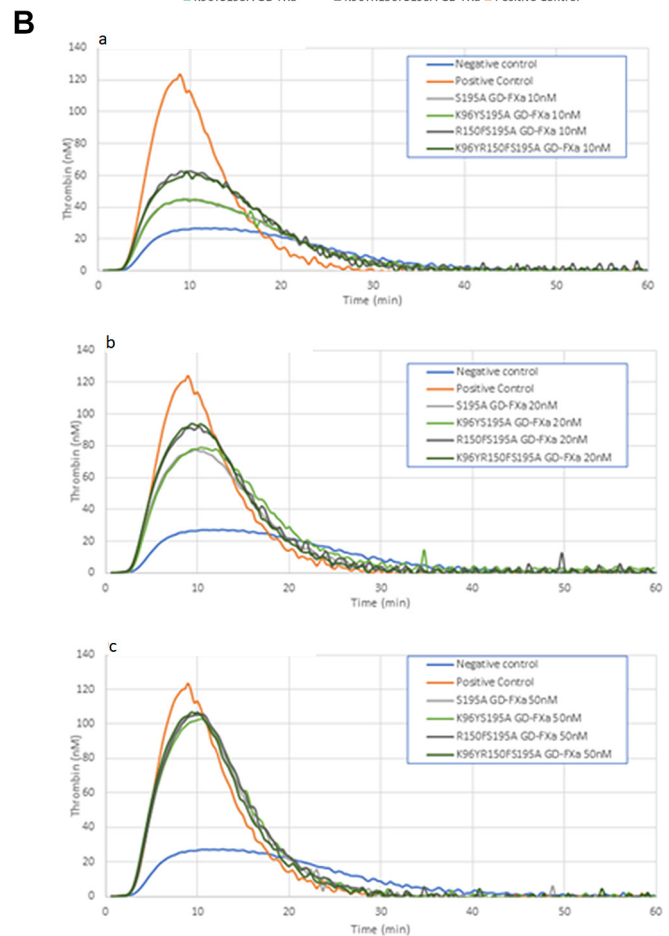 B
a
140
120
100
80
60
40
20
0
Thrombin (nM)
Negative control
Positive Control
S195A GD-FXa 10nM
K96YS195A GD-FXa 10nM
R150FS195A GD-FXa 10nM
K96YR150FS195A GD-FXa 10nM
0 10 20 30 40 50 60
Time (min)
b
140
120
100
80
60
40
20
0
Thrombin (nM)
Negative control
Positive Control
S195A GD-FXa 20nM
K96YS195A GD-FXa 20nM
R150FS195A GD-FXa 20nM
K96YR150FS195A GD-FXa 20nM
0 10 20 30 40 50 60
Time (min)
c
140
120
100
80
60
40
20
0
Thrombin (nM)
Negative control
Positive Control
S195A GD-FXa 50nM
K96YS195A GD-FXa 50nM
R150FS195A GD-FXa 50nM
K96YR150FS195A GD-FXa 50nM
0 10 20 30 40 50 60
Time (min)